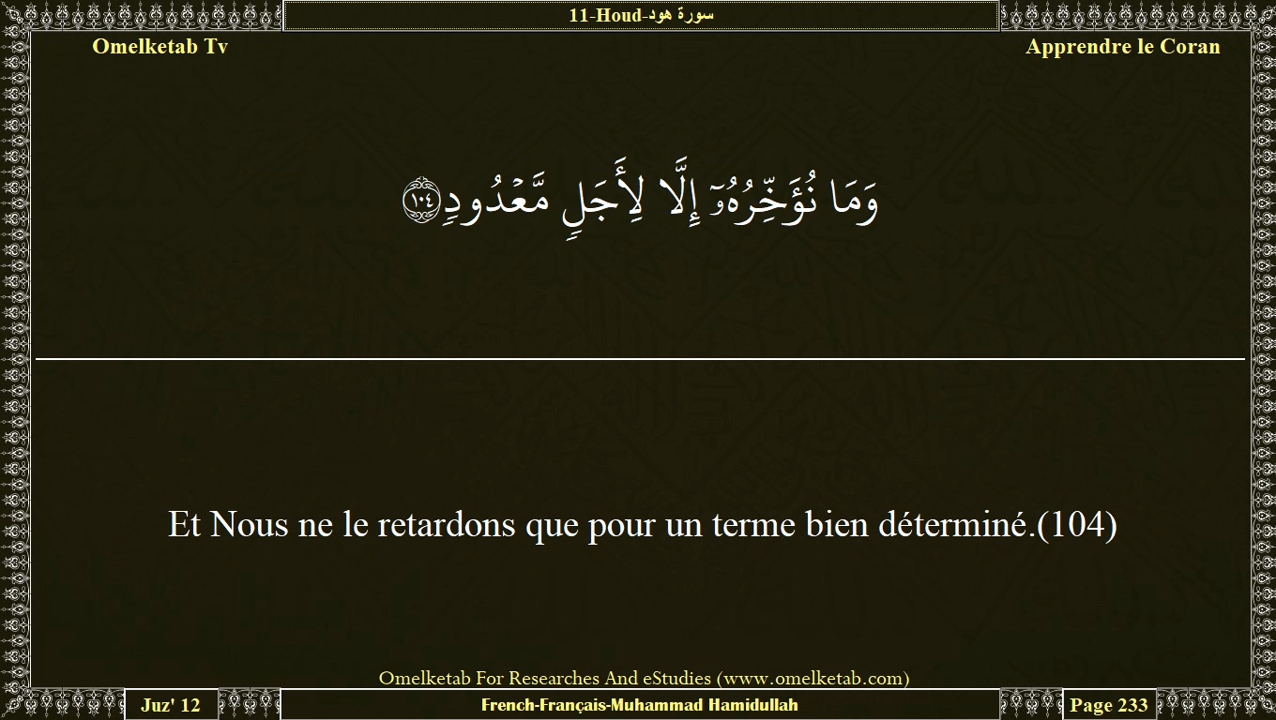 11-Houd-سورة هود
Omelketab Tv
Apprendre le Coran
وَمَا نُؤَخِّرُهُۥٓ إِلَّا لِأَجَلٖ مَّعۡدُودٖ ١٠٤
Et Nous ne le retardons que pour un terme bien déterminé.(104)
Omelketab For Researches And eStudies (www.omelketab.com)
Juz' 12
French-Français-Muhammad Hamidullah
Page 233